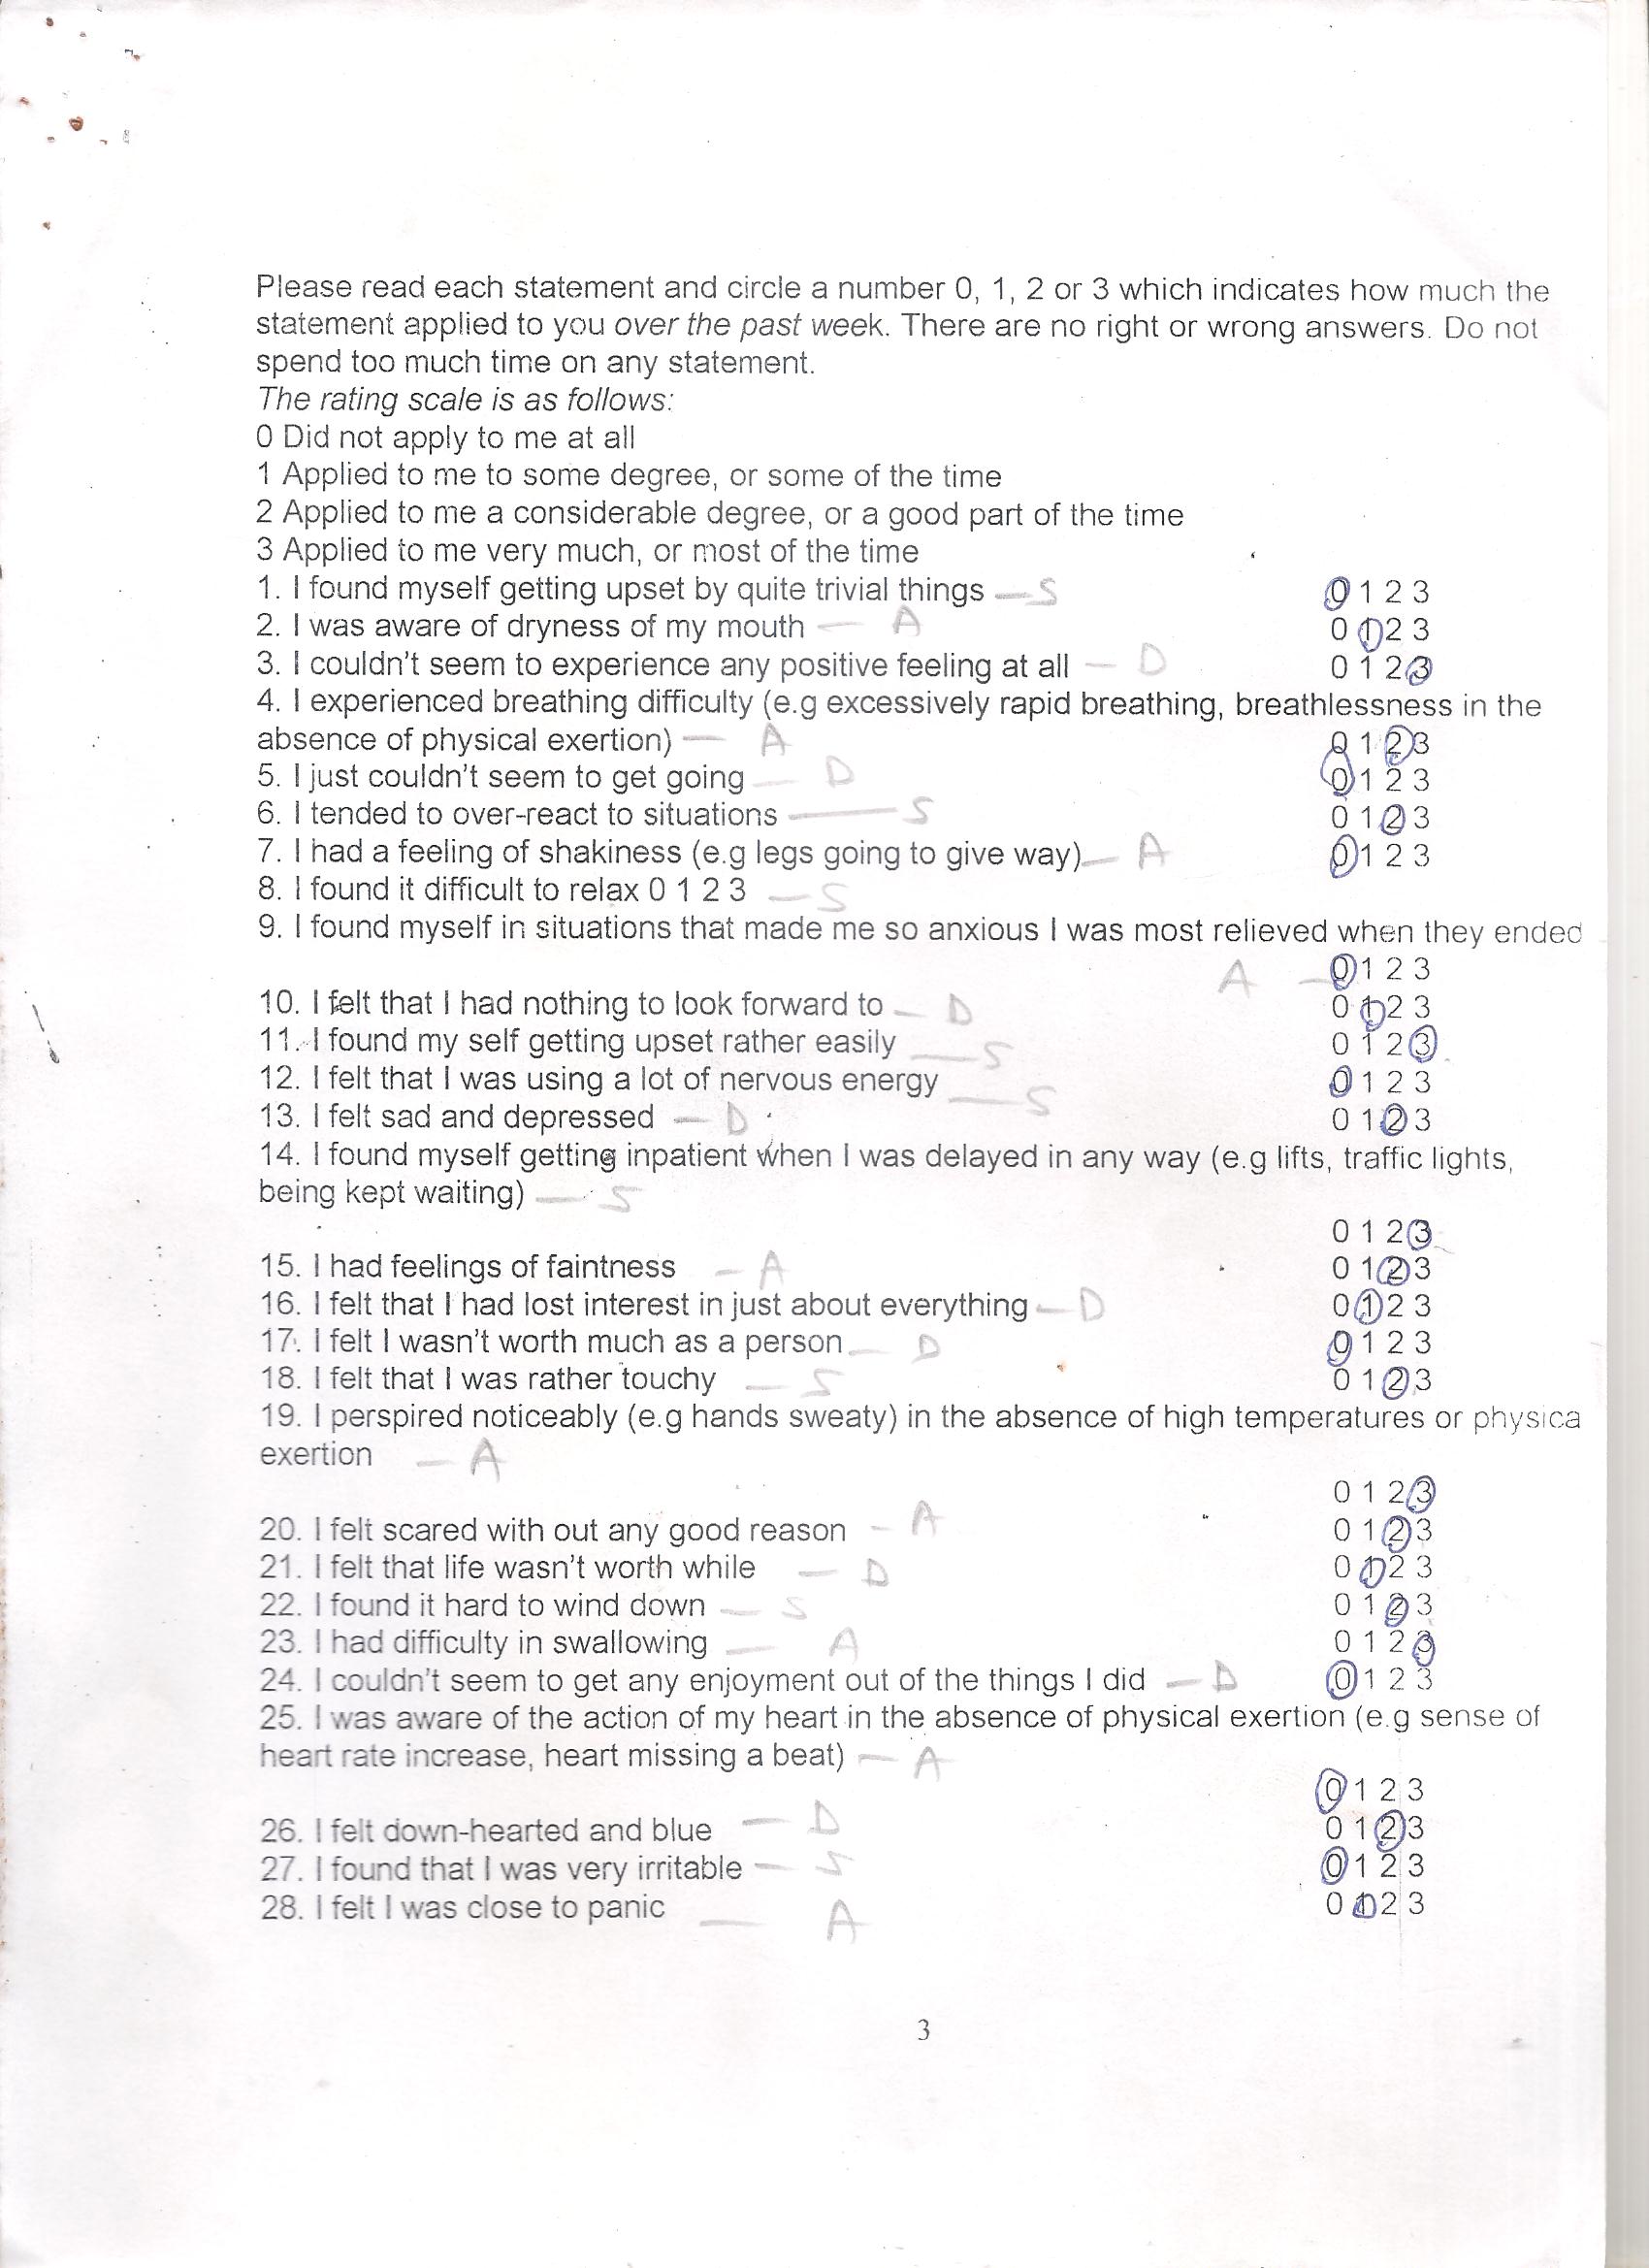 Please read each statement and circle a number 0, 1, 2 or 3 which indicates how much the
statement applied to you over the past week. There are no right or wrong answers. Do not
spend too much time on any statement.
The rating scale is as follows:
0 Did not apply to me at all
1 Applied to me to some degree, or some of the time
2 Applied to me a considerable degree, or a good part of the time
3 Applied to me very much, or most of the time
1. I found myself getting upset by quite trivial things — S 0 1 2 3
2. I was aware of dryness of my mouth — A 0 1 2 3
3. I couldn't seem to experience any positive feeling at all — D 0 1 2 3
4. I experienced breathing difficulty (e.g excessively rapid breathing, breathlessness in the
absence of physical exertion) — A 0 1 2 3
5. I just couldn't seem to get going — D 0 1 2 3
6. I tended to over-react to situations — S 0 1 2 3
7. I had a feeling of shakiness (e.g legs going to give way) — A 0 1 2 3
8. I found it difficult to relax 0 1 2 3 — S
9. I found myself in situations that made me so anxious I was most relieved when they ended
A — 0 1 2 3
10. I felt that I had nothing to look forward to — D 0 1 2 3
11. I found my self getting upset rather easily — S 0 1 2 3
12. I felt that I was using a lot of nervous energy — S 0 1 2 3
13. I felt sad and depressed — D 0 1 2 3
14. I found myself getting inpatient when I was delayed in any way (e.g lifts, traffic lights,
being kept waiting) — S
0 1 2 3
15. I had feelings of faintness — A 0 1 2 3
16. I felt that I had lost interest in just about everything — D 0 1 2 3
17. I felt I wasn't worth much as a person — D 0 1 2 3
18. I felt that I was rather touchy — S 0 1 2 3
19. I perspired noticeably (e.g hands sweaty) in the absence of high temperatures or physica
exertion — A
0 1 2 3
20. I felt scared with out any good reason — A 0 1 2 3
21. I felt that life wasn't worth while — D 0 1 2 3
22. I found it hard to wind down — S 0 1 2 3
23. I had difficulty in swallowing — A 0 1 2 3
24. I couldn't seem to get any enjoyment out of the things I did — D 0 1 2 3
25. I was aware of the action of my heart in the absence of physical exertion (e.g sense of
heart rate increase, heart missing a beat) — A
0 1 2 3
26. I felt down-hearted and blue — D 0 1 2 3
27. I found that I was very irritable — S 0 1 2 3
28. I felt I was close to panic — A 0 1 2 3
3